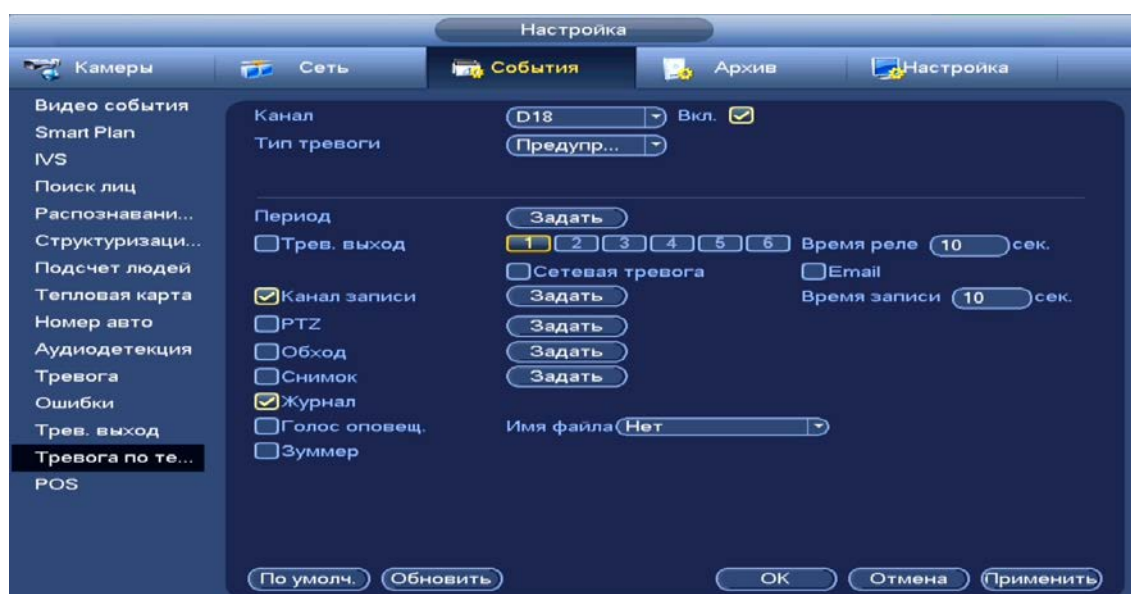 Настройка
Камеры Сеть События Архив Настройка
Видео события
Smart Plan
IVS
Поиск лиц
Распознавани...
Структуризаци...
Подсчет людей
Тепловая карта
Номер авто
Аудиодетекция
Тревога
Ошибки
Трев. выход
Тревога по те...
POS
Канал D18 Вкл.
Тип тревоги Предупр...
Период Задать
Трев. выход 1 2 3 4 5 6 Время реле 10 сек.
Сетевая тревога Email
Канал записи Задать Время записи 10 сек.
PTZ Задать
Обход Задать
Снимок Задать
Журнал
Голос оповещ. Имя файла Нет
Зуммер
По умолч. Обновить ОК Отмена Применить